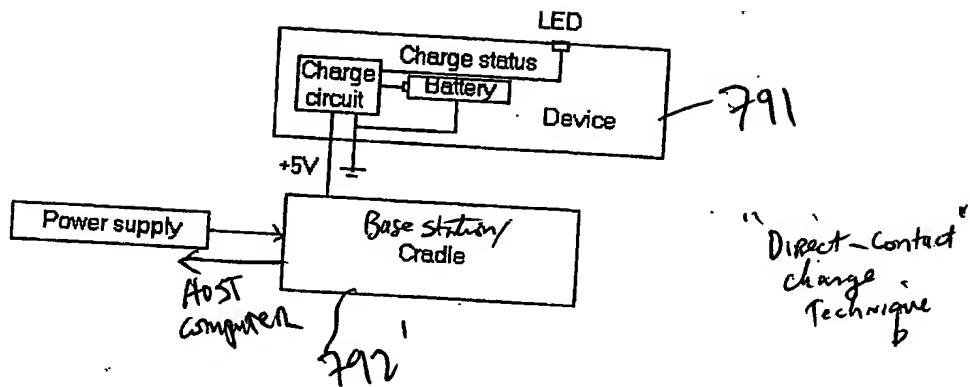 LED
Charge status
Charge
circuit
Battery
Device
791
+5V
Power supply
Base station/
Cradle
HOST
Computer
792'
"Direct-Contact"
charge
Technique